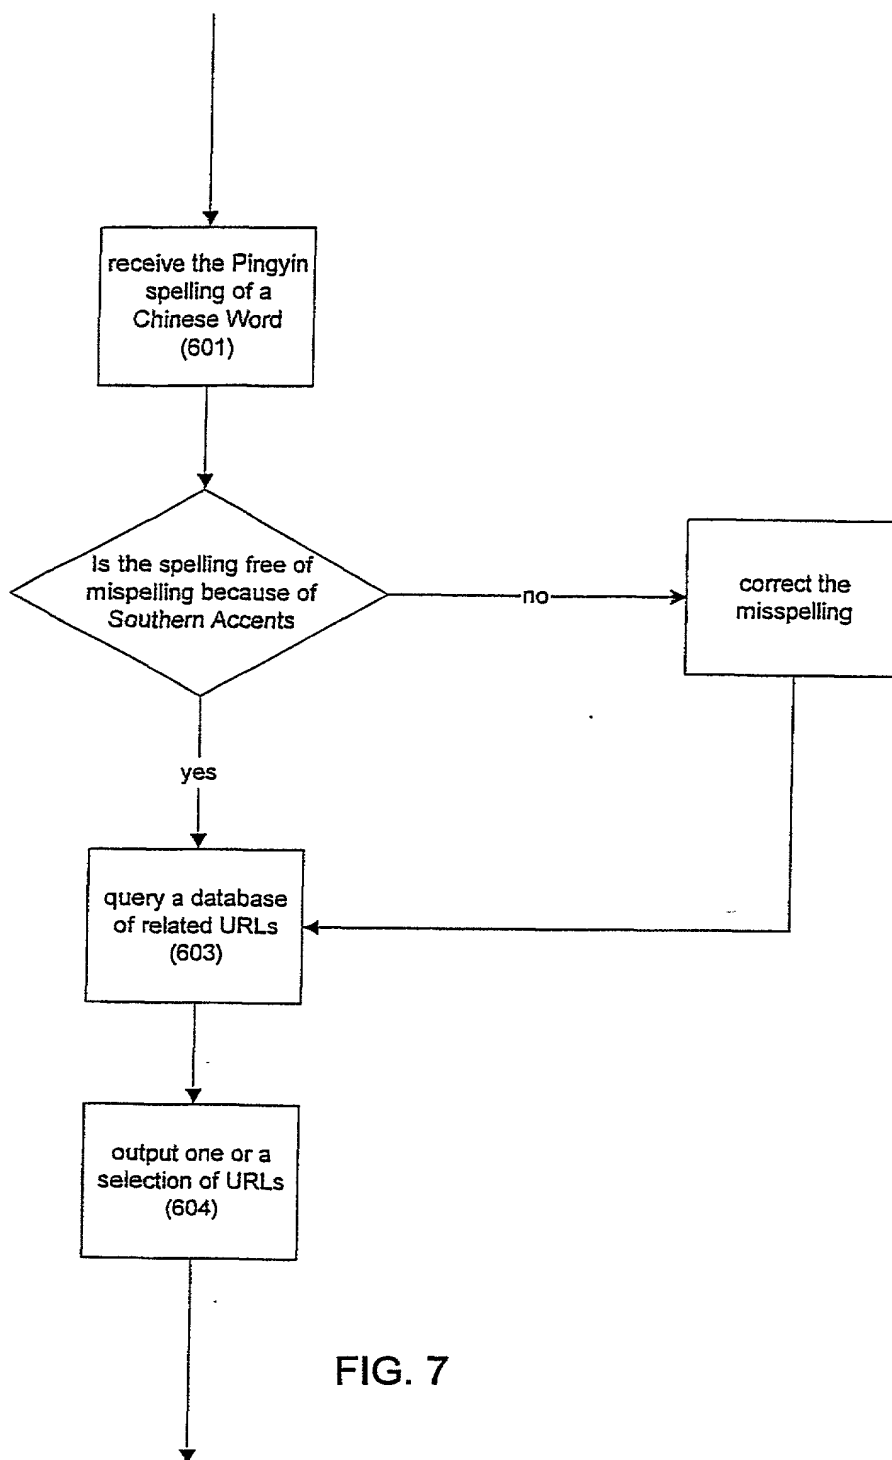 receive the Pingyin
spelling of a
Chinese Word
(601)
Is the spelling free of
mispelling because of
Southern Accents
no
correct the
misspelling
yes
query a database
of related URLs
(603)
output one or a
selection of URLs
(604)
FIG. 7